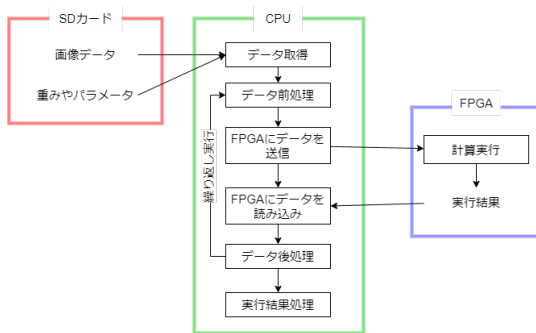 SDカード
画像データ
重みやパラメータ
CPU
データ取得
データ前処理
FPGAにデータを
送信
FPGAにデータを
読み込み
データ後処理
実行結果処理
繰り返し実行
FPGA
計算実行
実行結果